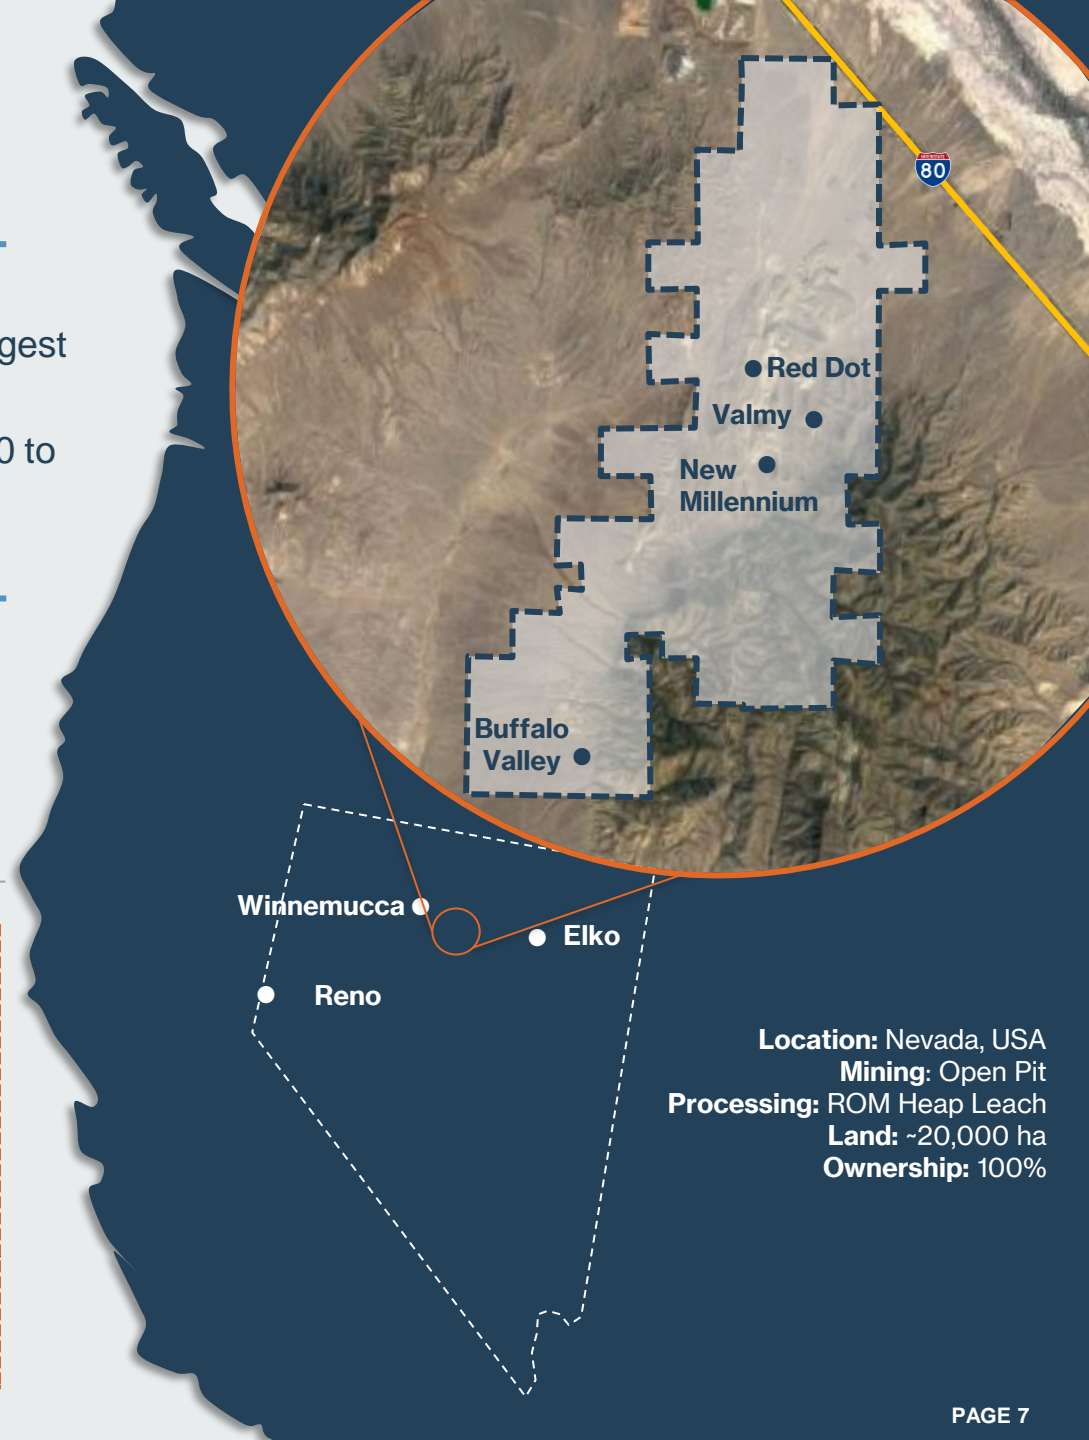 gest
0 to
80
Red Dot
Valmy
New
Millennium
Buffalo
Valley
Winnemucca
Elko
Reno
Location: Nevada, USA
Mining: Open Pit
Processing: ROM Heap Leach
Land: ~20,000 ha
Ownership: 100%
PAGE 7